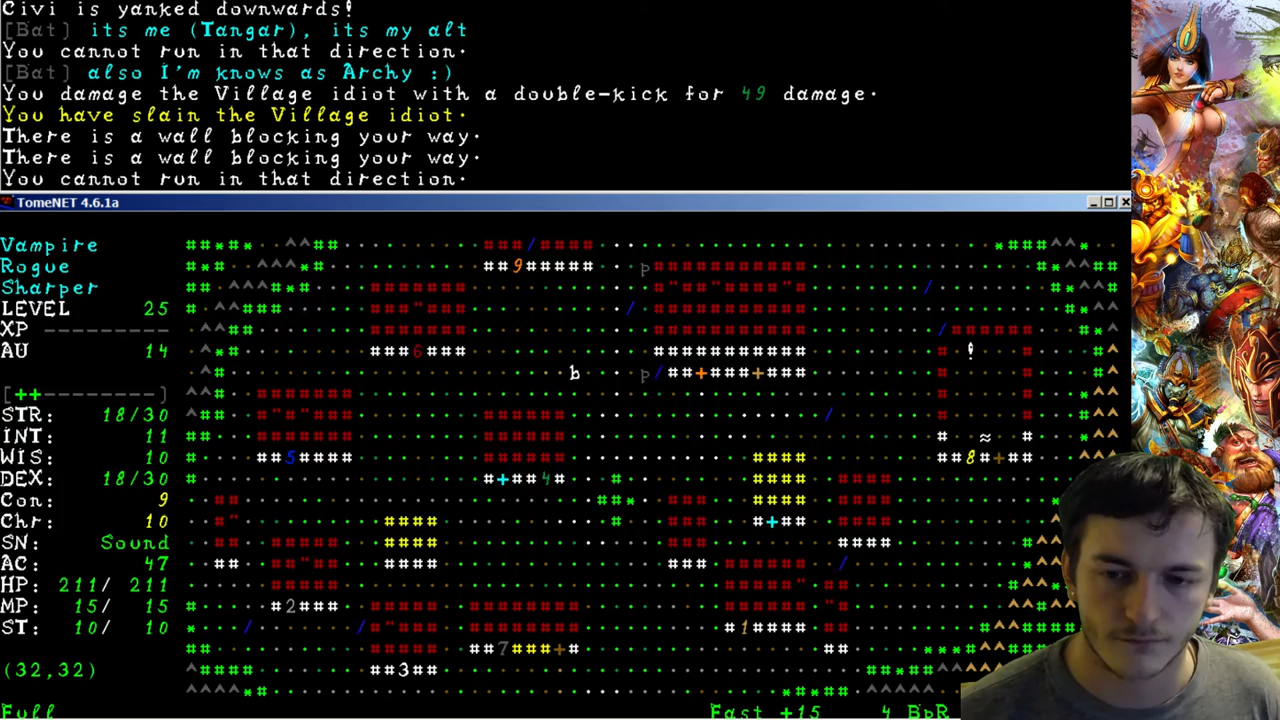 Civi is yanked downwards!
[Bat] its me (Tangar), its my alt
You cannot run in that direction.
[Bat] also I'm knows as Archy :)
You damage the Village idiot with a double-kick for 49 damage.
You have slain the Village idiot.
There is a wall blocking your way.
There is a wall blocking your way.
You cannot run in that direction.
TomeNET 4.6.1a
Vampire
Rogue
Sharper
LEVEL 25
XP ---------
AU 14
[++---------]
STR: 18/30
INT: 11
WIS: 10
DEX: 18/30
Con: 9
Chr: 10
SN: Sound
AC: 47
HP: 211/ 211
MP: 15/ 15
ST: 10/ 10
(32,32)
Full Fast +15 4 BpR